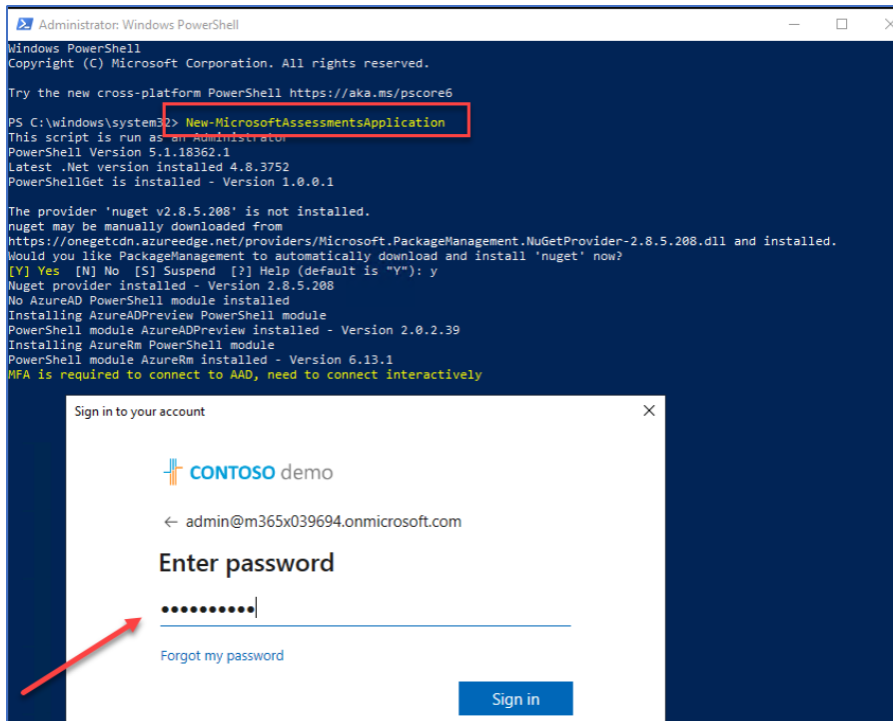 Administrator: Windows PowerShell
Windows PowerShell
Copyright (C) Microsoft Corporation. All rights reserved.
Try the new cross-platform PowerShell https://aka.ms/pscore6
PS C:\windows\system32> New-MicrosoftAssessmentsApplication
This script is run as an Administrator
PowerShell Version 5.1.18362.1
Latest .Net version installed 4.8.3752
PowerShellGet is installed - Version 1.0.0.1
The provider 'nuget v2.8.5.208' is not installed.
nuget may be manually downloaded from
https://onegetcdn.azureedge.net/providers/Microsoft.PackageManagement.NuGetProvider-2.8.5.208.dll and installed.
Would you like PackageManagement to automatically download and install 'nuget' now?
[Y] Yes  [N] No  [S] Suspend  [?] Help (default is "Y"): y
Nuget provider installed - Version 2.8.5.208
No AzureAD PowerShell module installed
Installing AzureADPreview PowerShell module
PowerShell module AzureADPreview installed - Version 2.0.2.39
Installing AzureRm PowerShell module
PowerShell module AzureRm installed - Version 6.13.1
MFA is required to connect to AAD, need to connect interactively
Sign in to your account
CONTOSO demo
← admin@m365x039694.onmicrosoft.com
Enter password
••••••••••
Forgot my password
Sign in